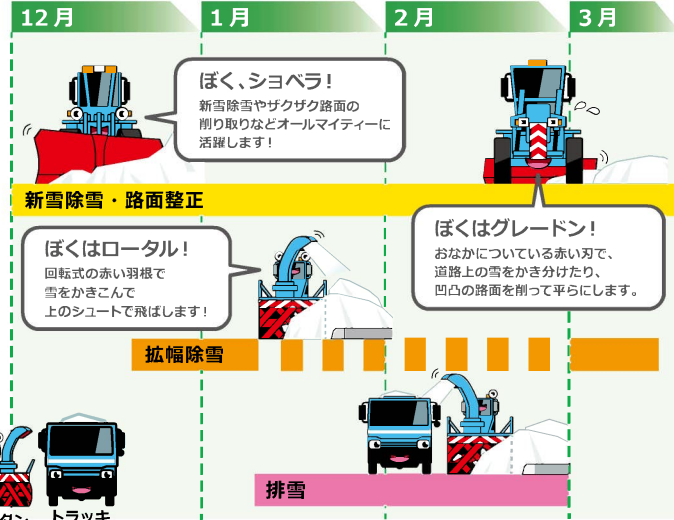 12月
1月
2月
3月
ぼく、ショベラ!
新雪除雪やザクザク路面の
削り取りなどオールマイティーに
活躍します!
新雪除雪・路面整正
ぼくはグレードン!
おなかについている赤い刃で、
道路上の雪をかき分けたり、
凹凸の路面を削って平らにします。
ぼくはロータル!
回転式の赤い羽根で
雪をかきこんで
上のシュートで飛ばします!
拡幅除雪
排雪